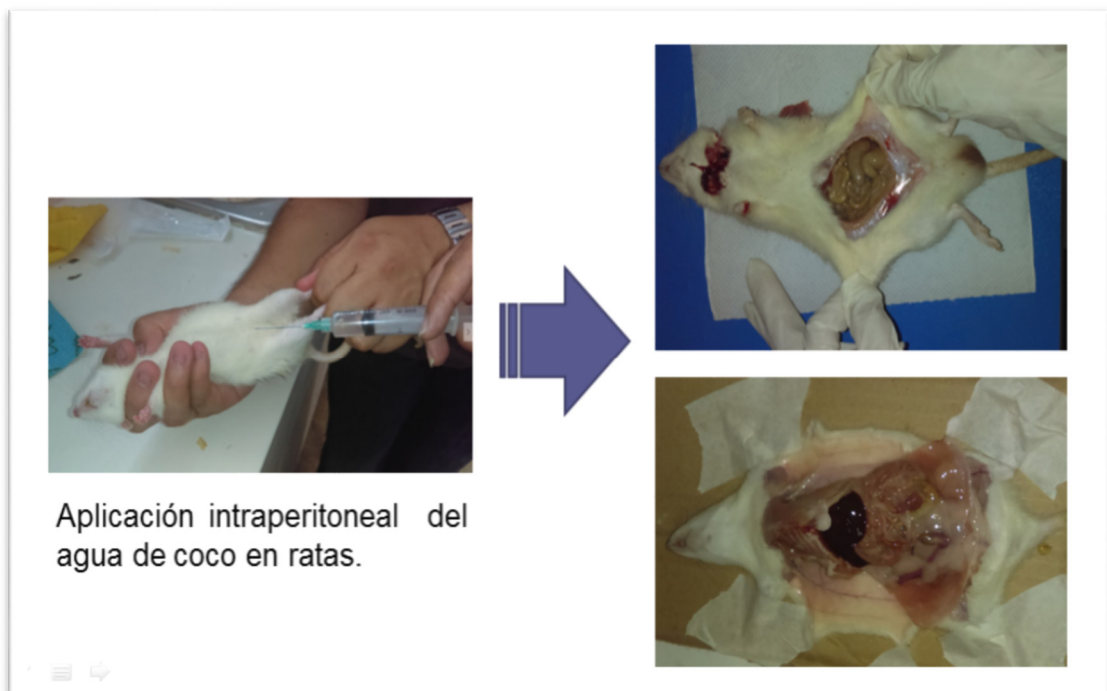 Aplicación intraperitoneal del
agua de coco en ratas.